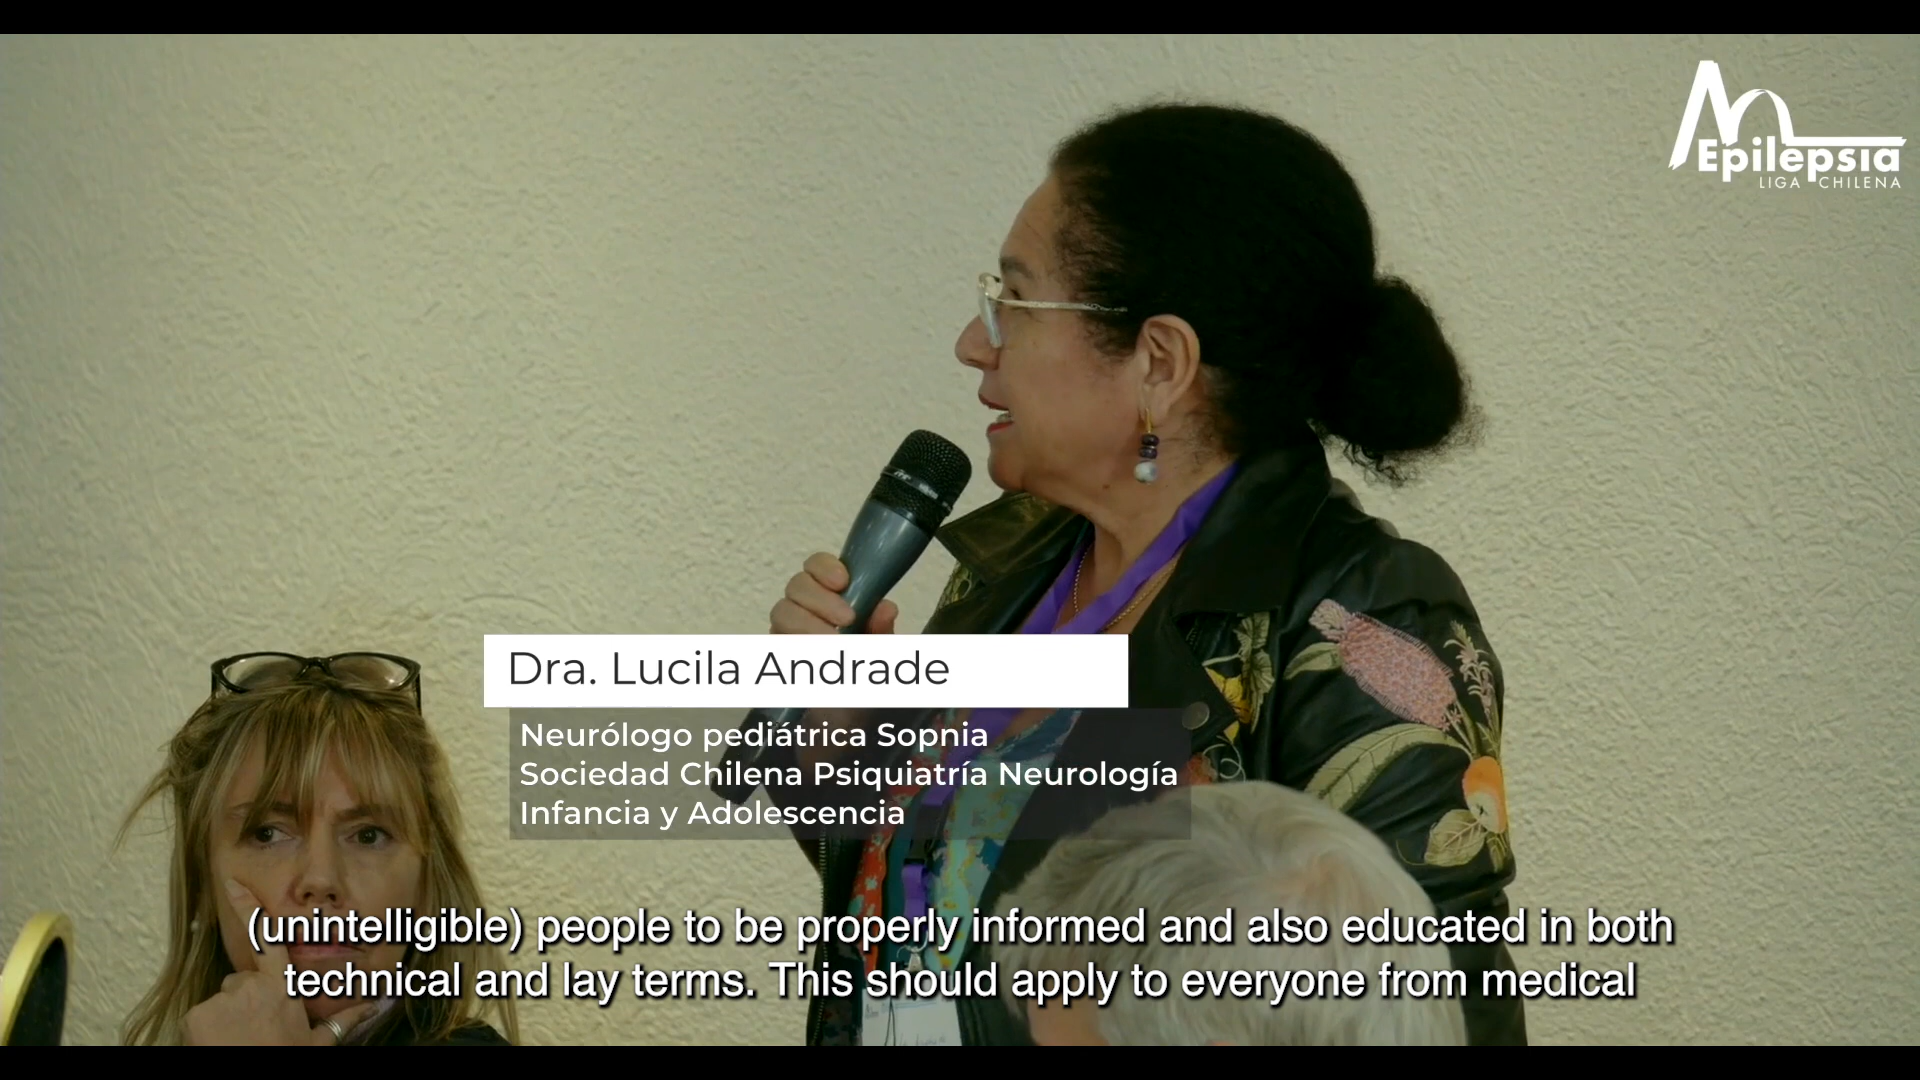 Epilepsia
LIGA CHILENA
Dra. Lucila Andrade
Neurólogo pediátrica Sopnia
Sociedad Chilena Psiquiatría Neurología
Infancia y Adolescencia
(unintelligible) people to be properly informed and also educated in both
technical and lay terms. This should apply to everyone from medical